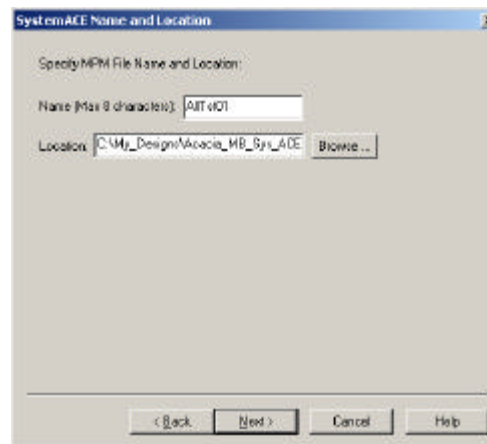 SystemACE Name and Location
Specify MPM File Name and Location:
Name (Max 8 characters):
Location: C:\My_Designs\Acacia_MB_Sys_ACE Browse ...
< Back Next > Cancel Help